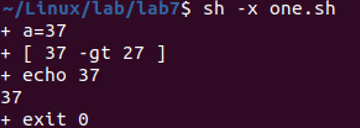 ~/Linux/lab/lab7$ sh -x one.sh
+ a=37
+ [ 37 -gt 27 ]
+ echo 37
37
+ exit 0